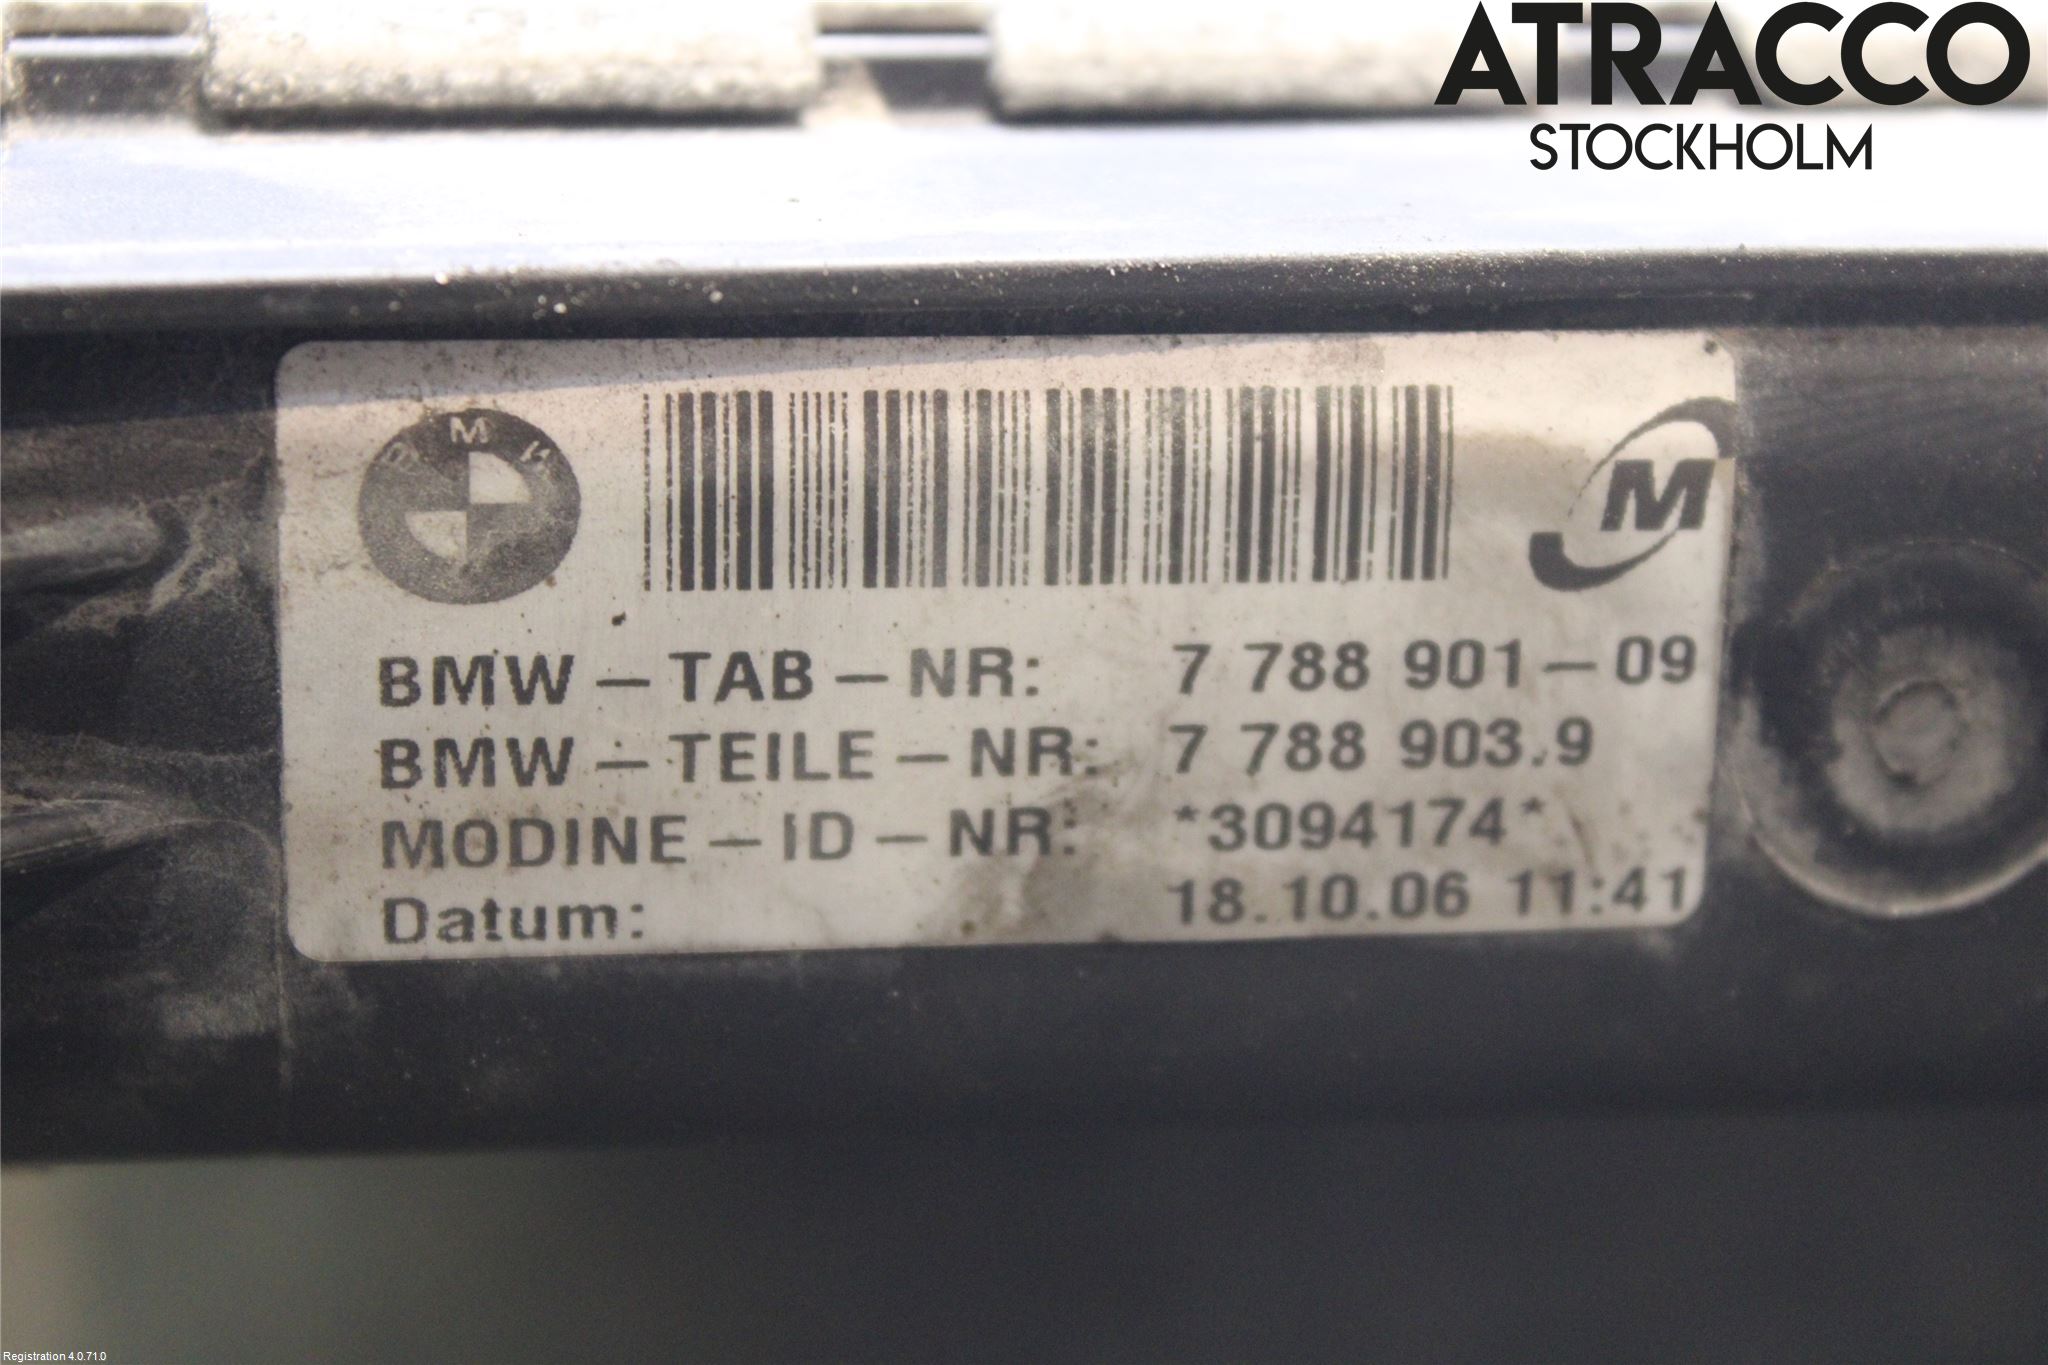 ATRACCO
STOCKHOLM
BMW
M
BMW – TAB – NR: 7 788 901 – 09
BMW – TEILE – NR: 7 788 903.9
MODINE – ID – NR: *3094174*
Datum: 18.10.06 11:41
Registration 4.0.71.0